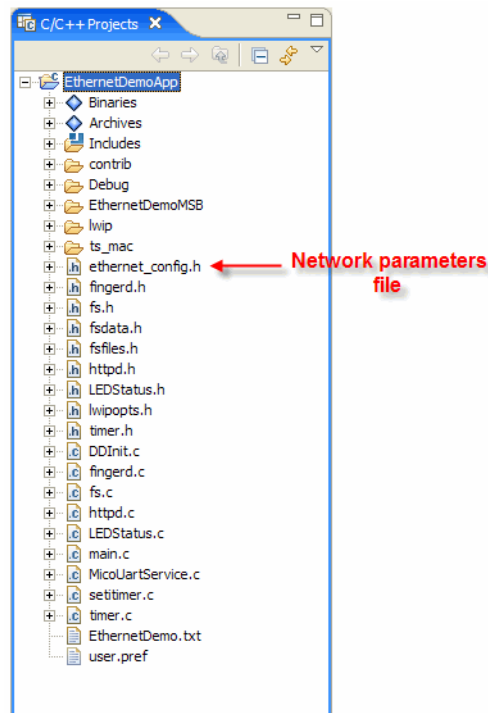 C/C++ Projects
EthernetDemoApp
Binaries
Archives
Includes
contrib
Debug
EthernetDemoMSB
lwip
ts_mac
ethernet_config.h
Network parameters
file
fingerd.h
fs.h
fsdata.h
fsfiles.h
httpd.h
LEDStatus.h
lwipopts.h
timer.h
DDInit.c
fingerd.c
fs.c
httpd.c
LEDStatus.c
main.c
MicoUartService.c
setitimer.c
timer.c
EthernetDemo.txt
user.pref